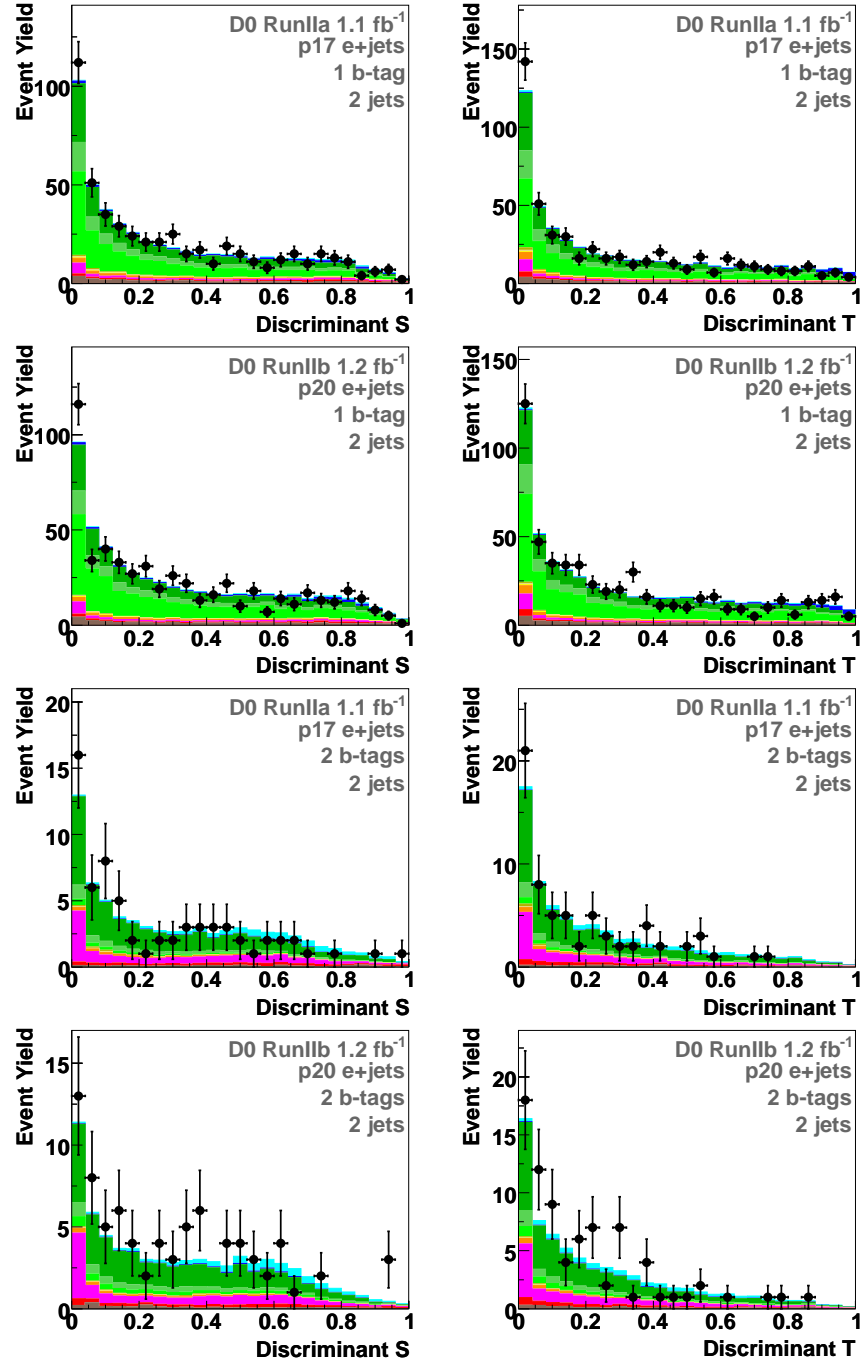 Event Yield
D0 RunIIa 1.1 fb⁻¹
p17 e+jets
1 b-tag
2 jets
100
50
0
0 0.2 0.4 0.6 0.8 1
Discriminant S
Event Yield
D0 RunIIa 1.1 fb⁻¹
p17 e+jets
1 b-tag
2 jets
150
100
50
0
0 0.2 0.4 0.6 0.8 1
Discriminant T
Event Yield
D0 RunIIb 1.2 fb⁻¹
p20 e+jets
1 b-tag
2 jets
100
50
0
0 0.2 0.4 0.6 0.8 1
Discriminant S
Event Yield
D0 RunIIb 1.2 fb⁻¹
p20 e+jets
1 b-tag
2 jets
150
100
50
0
0 0.2 0.4 0.6 0.8 1
Discriminant T
Event Yield
D0 RunIIa 1.1 fb⁻¹
p17 e+jets
2 b-tags
2 jets
20
15
10
5
0
0 0.2 0.4 0.6 0.8 1
Discriminant S
Event Yield
D0 RunIIa 1.1 fb⁻¹
p17 e+jets
2 b-tags
2 jets
20
10
0
0 0.2 0.4 0.6 0.8 1
Discriminant T
Event Yield
D0 RunIIb 1.2 fb⁻¹
p20 e+jets
2 b-tags
2 jets
15
10
5
0
0 0.2 0.4 0.6 0.8 1
Discriminant S
Event Yield
D0 RunIIb 1.2 fb⁻¹
p20 e+jets
2 b-tags
2 jets
20
15
10
5
0
0 0.2 0.4 0.6 0.8 1
Discriminant T